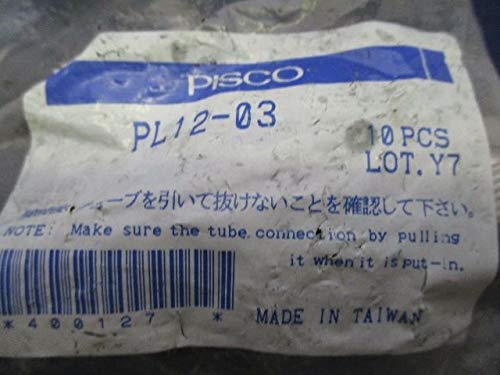 PISCO
PL12-03
10PCS
LOT.Y7
チューブを引いて抜けないことを確認して下さい。
NOTE: Make sure the tube connection by pulling
it when it is put-in.
*400127*
MADE IN TAIWAN